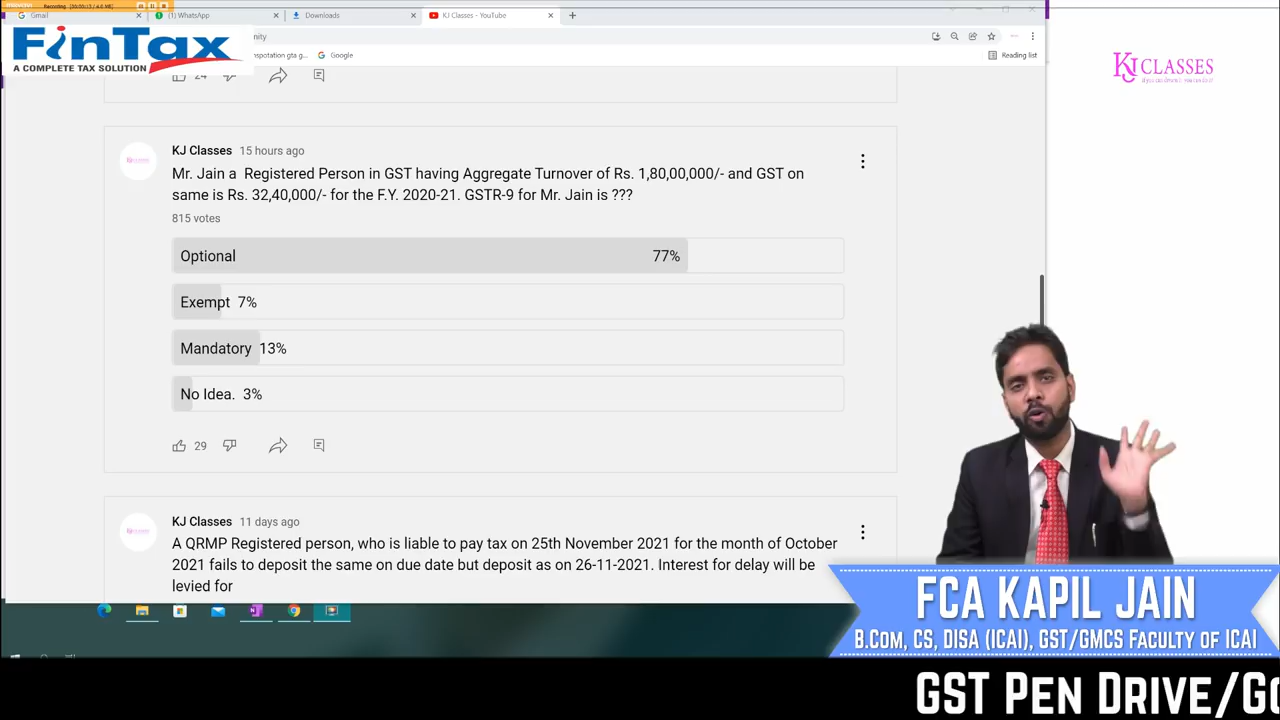 Gmail
(1) WhatsApp
Downloads
KJ Classes - YouTube
FinTax
A COMPLETE TAX SOLUTION
nity
Google
Reading list
KJ CLASSES
24
KJ Classes 15 hours ago
Mr. Jain a Registered Person in GST having Aggregate Turnover of Rs. 1,80,00,000/- and GST on
same is Rs. 32,40,000/- for the F.Y. 2020-21. GSTR-9 for Mr. Jain is ???
815 votes
Optional 77%
Exempt 7%
Mandatory 13%
No Idea. 3%
29
KJ Classes 11 days ago
A QRMP Registered person who is liable to pay tax on 25th November 2021 for the month of October
2021 fails to deposit the on due date but deposit as on 26-11-2021. Interest for delay will be
levied for
FCA KAPIL JAIN
B.Com, CS, DISA (ICAI), GST/GMCS Faculty of ICAI
GST Pen Drive/Go